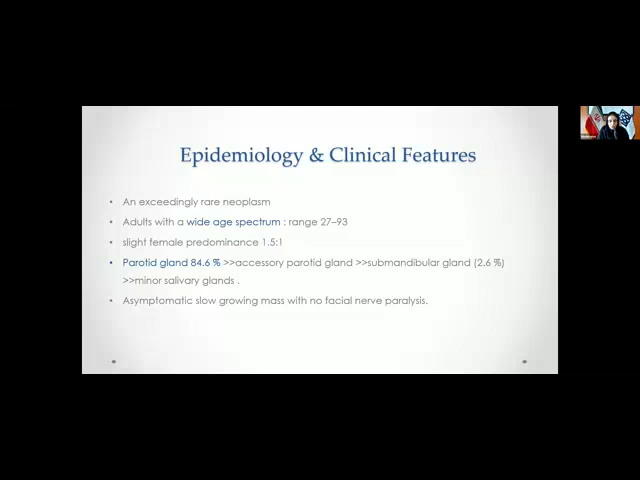 Epidemiology & Clinical Features
• An exceedingly rare neoplasm
• Adults with a wide age spectrum : range 27–93
• slight female predominance 1.5:1
• Parotid gland 84.6 % >>accessory parotid gland >>submandibular gland (2.6 %)
>>minor salivary glands .
• Asymptomatic slow growing mass with no facial nerve paralysis.